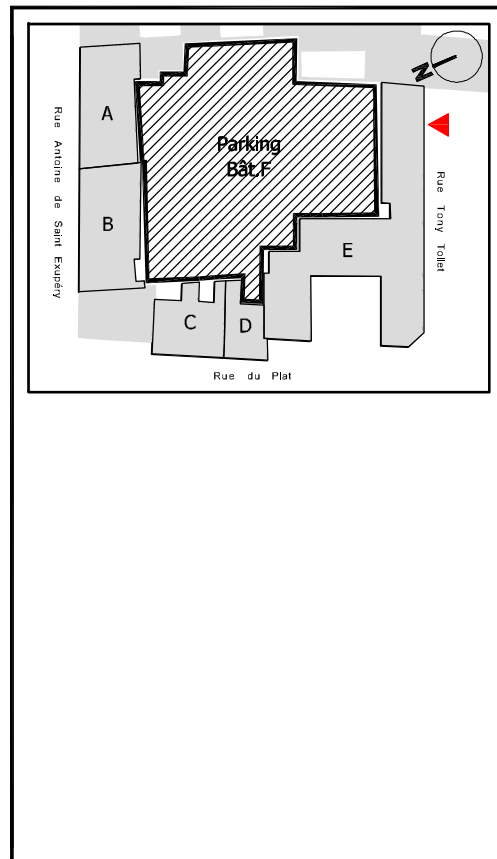 N
A
Parking
Bât.F
Rue Antoine de Saint Exupéry
Rue Tony Tollet
B
E
C
D
Rue du Plat